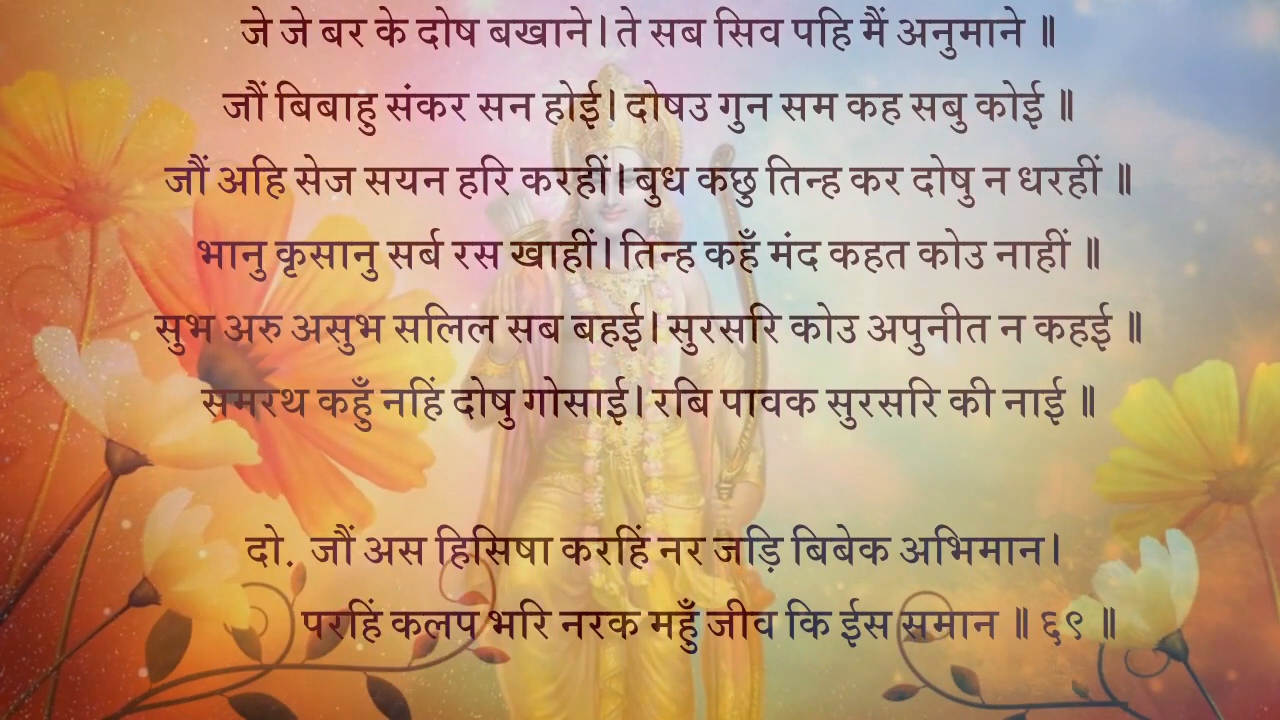 जे जे बर के दोष बखाने। ते सब सिव पहि मैं अनुमाने ॥
जौं बिबाहु संकर सन होई। दोषउ गुन सम कह सबु कोई ॥
जौं अहि सेज सयन हरि करहीं। बुध कछु तिन्ह कर दोषु न धरहीं ॥
भानु कृसानु सर्ब रस खाहीं। तिन्ह कहँ मंद कहत कोउ नाहीं ॥
सुभ अरु असुभ सलिल सब बहई। सुरसरि कोउ अपुनीत न कहई ॥
समरथ कहुँ नहिं दोषु गोसाई। रबि पावक सुरसरि की नाई ॥
दो. जौं अस हिसिषा करहिं नर जड़ि बिबेक अभिमान।
परहिं कलप भरि नरक महुँ जीव कि ईस समान ॥ ६९ ॥